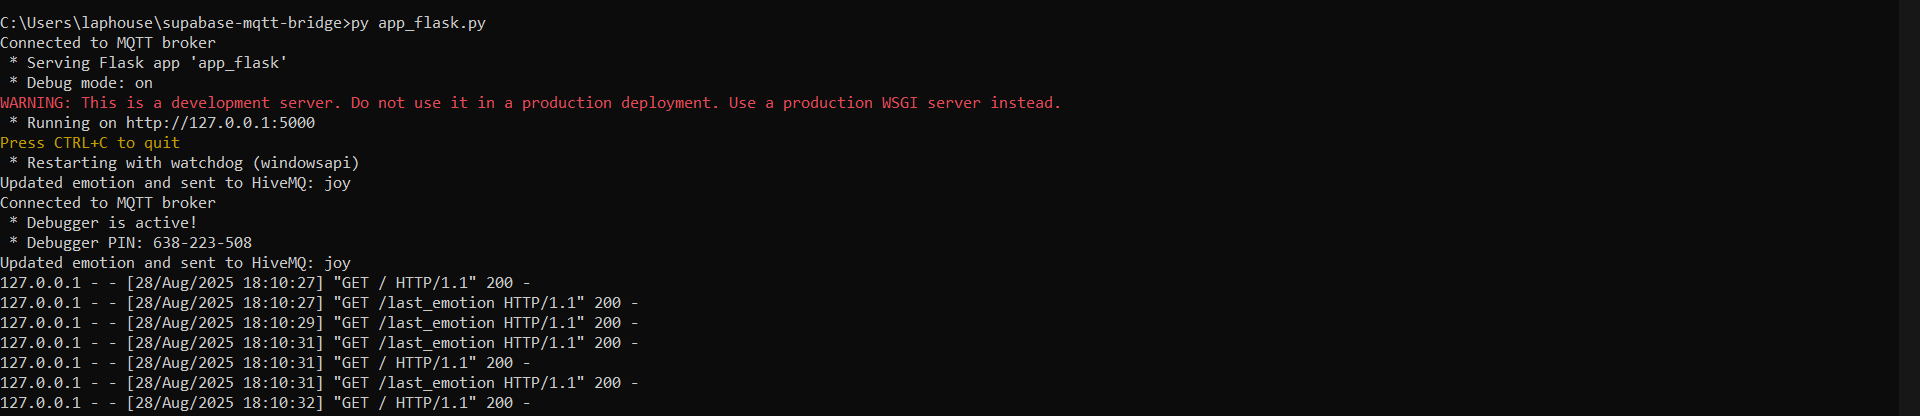 C:\Users\laphouse\supabase-mqtt-bridge>py app_flask.py
Connected to MQTT broker
 * Serving Flask app 'app_flask'
 * Debug mode: on
WARNING: This is a development server. Do not use it in a production deployment. Use a production WSGI server instead.
 * Running on http://127.0.0.1:5000
Press CTRL+C to quit
 * Restarting with watchdog (windowsapi)
Updated emotion and sent to HiveMQ: joy
Connected to MQTT broker
 * Debugger is active!
 * Debugger PIN: 638-223-508
Updated emotion and sent to HiveMQ: joy
127.0.0.1 - - [28/Aug/2025 18:10:27] "GET / HTTP/1.1" 200 -
127.0.0.1 - - [28/Aug/2025 18:10:27] "GET /last_emotion HTTP/1.1" 200 -
127.0.0.1 - - [28/Aug/2025 18:10:29] "GET /last_emotion HTTP/1.1" 200 -
127.0.0.1 - - [28/Aug/2025 18:10:31] "GET /last_emotion HTTP/1.1" 200 -
127.0.0.1 - - [28/Aug/2025 18:10:31] "GET / HTTP/1.1" 200 -
127.0.0.1 - - [28/Aug/2025 18:10:31] "GET /last_emotion HTTP/1.1" 200 -
127.0.0.1 - - [28/Aug/2025 18:10:32] "GET / HTTP/1.1" 200 -